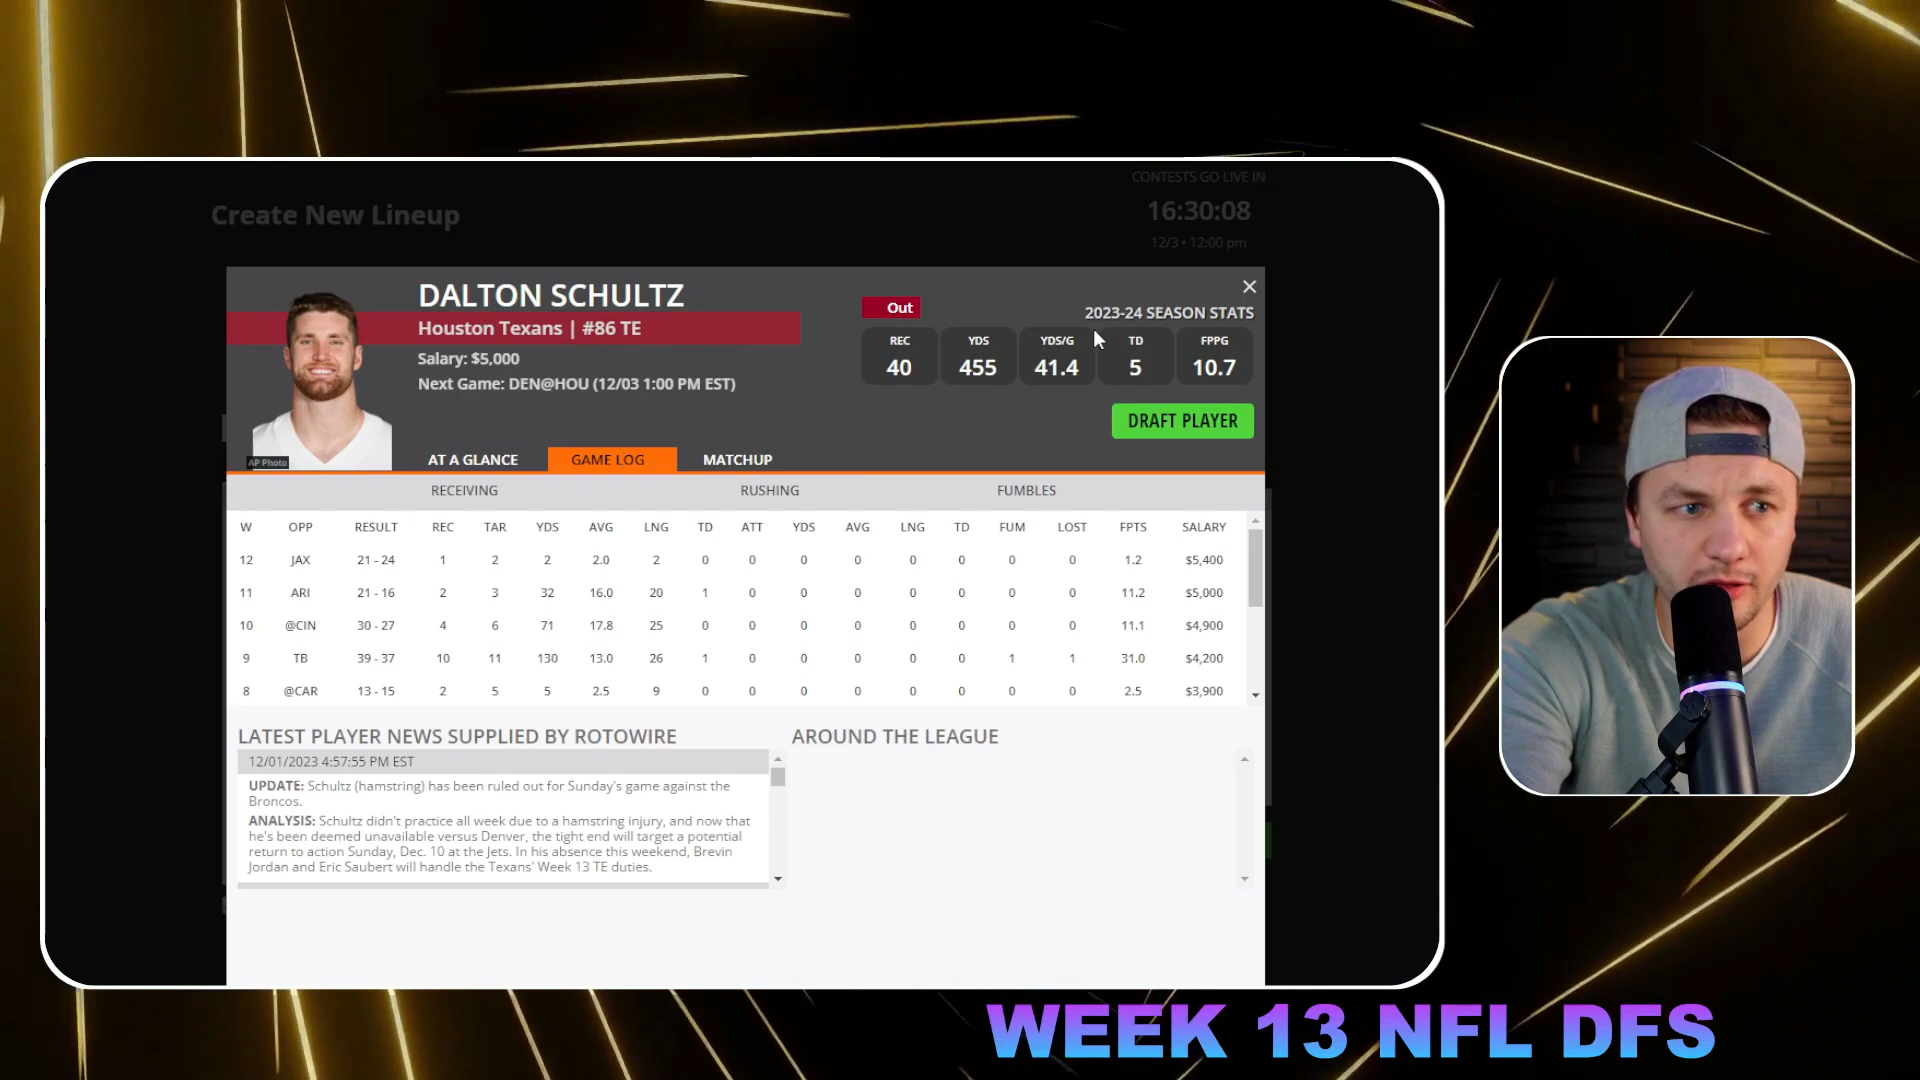 CONTESTS GO LIVE IN
Create New Lineup
16:30:08
12/3 • 12:00 pm
DALTON SCHULTZ
Houston Texans | #86 TE
Salary: $5,000
Next Game: DEN@HOU (12/03 1:00 PM EST)
AP Photo
×
Out
2023-24 SEASON STATS
REC YDS YDS/G TD FPPG
40 455 41.4 5 10.7
DRAFT PLAYER
AT A GLANCE GAME LOG MATCHUP
RECEIVING RUSHING FUMBLES
W OPP RESULT REC TAR YDS AVG LNG TD ATT YDS AVG LNG TD FUM LOST FPTS SALARY
12 JAX 21 - 24 1 2 2 2.0 2 0 0 0 0 0 0 0 0 1.2 $5,400
11 ARI 21 - 16 2 3 32 16.0 20 1 0 0 0 0 0 0 0 11.2 $5,000
10 @CIN 30 - 27 4 6 71 17.8 25 0 0 0 0 0 0 0 0 11.1 $4,900
9 TB 39 - 37 10 11 130 13.0 26 1 0 0 0 0 0 1 1 31.0 $4,200
8 @CAR 13 - 15 2 5 5 2.5 9 0 0 0 0 0 0 0 0 2.5 $3,900
LATEST PLAYER NEWS SUPPLIED BY ROTOWIRE
12/01/2023 4:57:55 PM EST
UPDATE: Schultz (hamstring) has been ruled out for Sunday's game against the
Broncos.
ANALYSIS: Schultz didn't practice all week due to a hamstring injury, and now that
he's been deemed unavailable versus Denver, the tight end will target a potential
return to action Sunday, Dec. 10 at the Jets. In his absence this weekend, Brevin
Jordan and Eric Saubert will handle the Texans' Week 13 TE duties.
AROUND THE LEAGUE
WEEK 13 NFL DFS